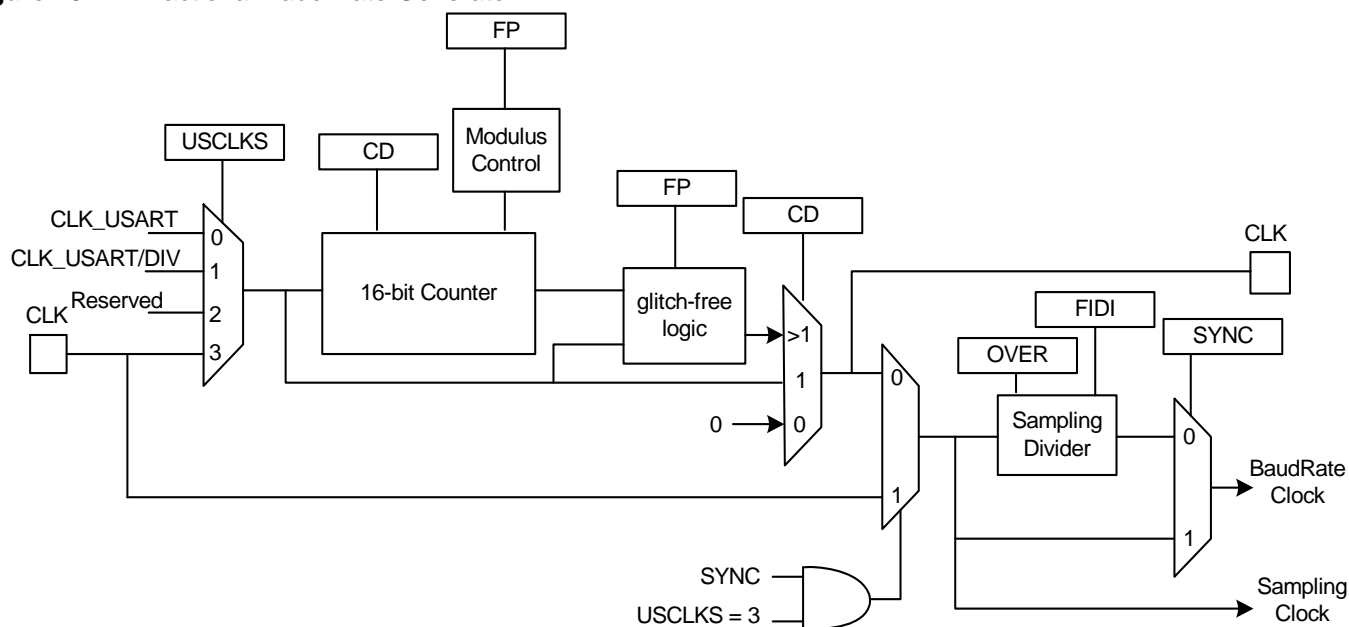 FP
USCLKS
CD
Modulus
Control
FP
CD
CLK_USART
0
CLK_USART/DIV
1
Reserved
2
CLK
3
16-bit Counter
glitch-free
logic
>1
1
0
0
CLK
FIDI
OVER
SYNC
0
1
Sampling
Divider
0
1
BaudRate
Clock
SYNC
USCLKS = 3
Sampling
Clock